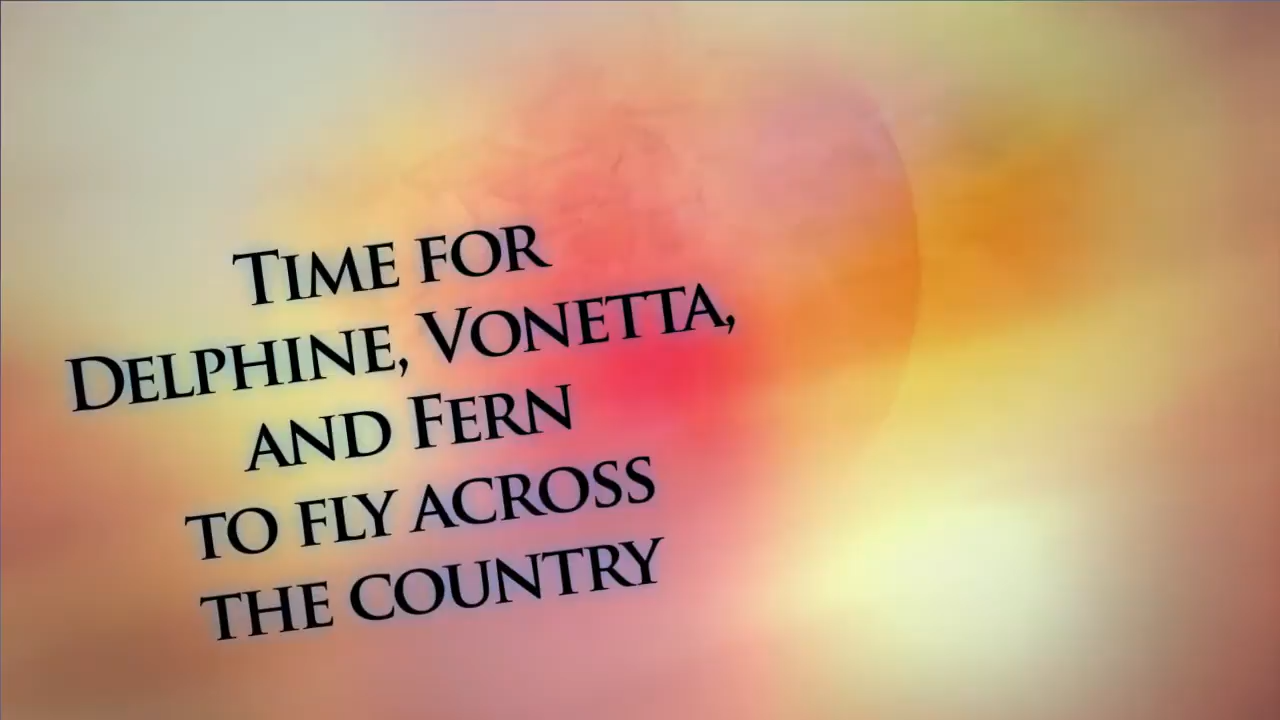 Time for
Delphine, Vonetta,
and Fern
to fly across
the country